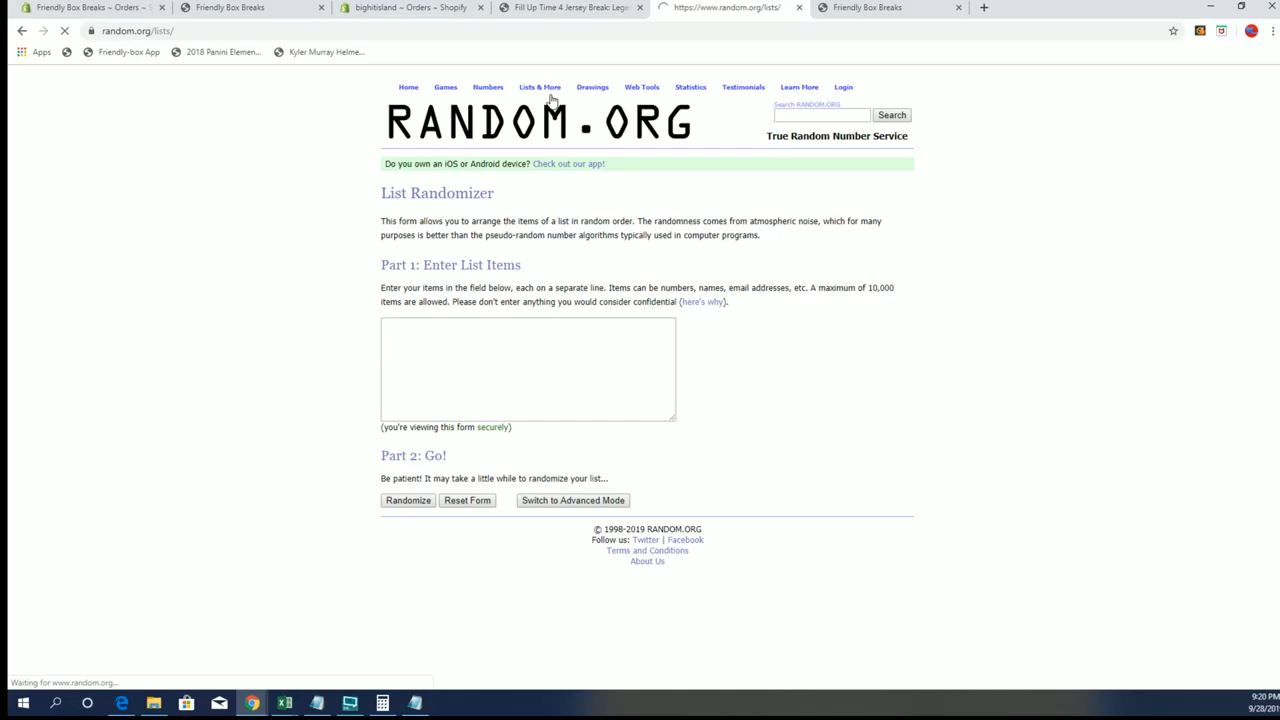 Friendly Box Breaks ~ Orders ~ S
Friendly Box Breaks
bighitisland ~ Orders ~ Shopify
Fill Up Time 4 Jersey Break: Leger
https://www.random.org/lists/
Friendly Box Breaks
random.org/lists/
Apps
Friendly-box App
2018 Panini Elemen...
Kyler Murray Helme...
Home
Games
Numbers
Lists & More
Drawings
Web Tools
Statistics
Testimonials
Learn More
Login
RANDOM.ORG
Search RANDOM.ORG
Search
True Random Number Service
Do you own an iOS or Android device? Check out our app!
List Randomizer
This form allows you to arrange the items of a list in random order. The randomness comes from atmospheric noise, which for many
purposes is better than the pseudo-random number algorithms typically used in computer programs.
Part 1: Enter List Items
Enter your items in the field below, each on a separate line. Items can be numbers, names, email addresses, etc. A maximum of 10,000
items are allowed. Please don't enter anything you would consider confidential (here's why).
(you're viewing this form securely)
Part 2: Go!
Be patient! It may take a little while to randomize your list...
Randomize
Reset Form
Switch to Advanced Mode
© 1998-2019 RANDOM.ORG
Follow us: Twitter | Facebook
Terms and Conditions
About Us
Waiting for www.random.org...
9:20 PM
9/28/201